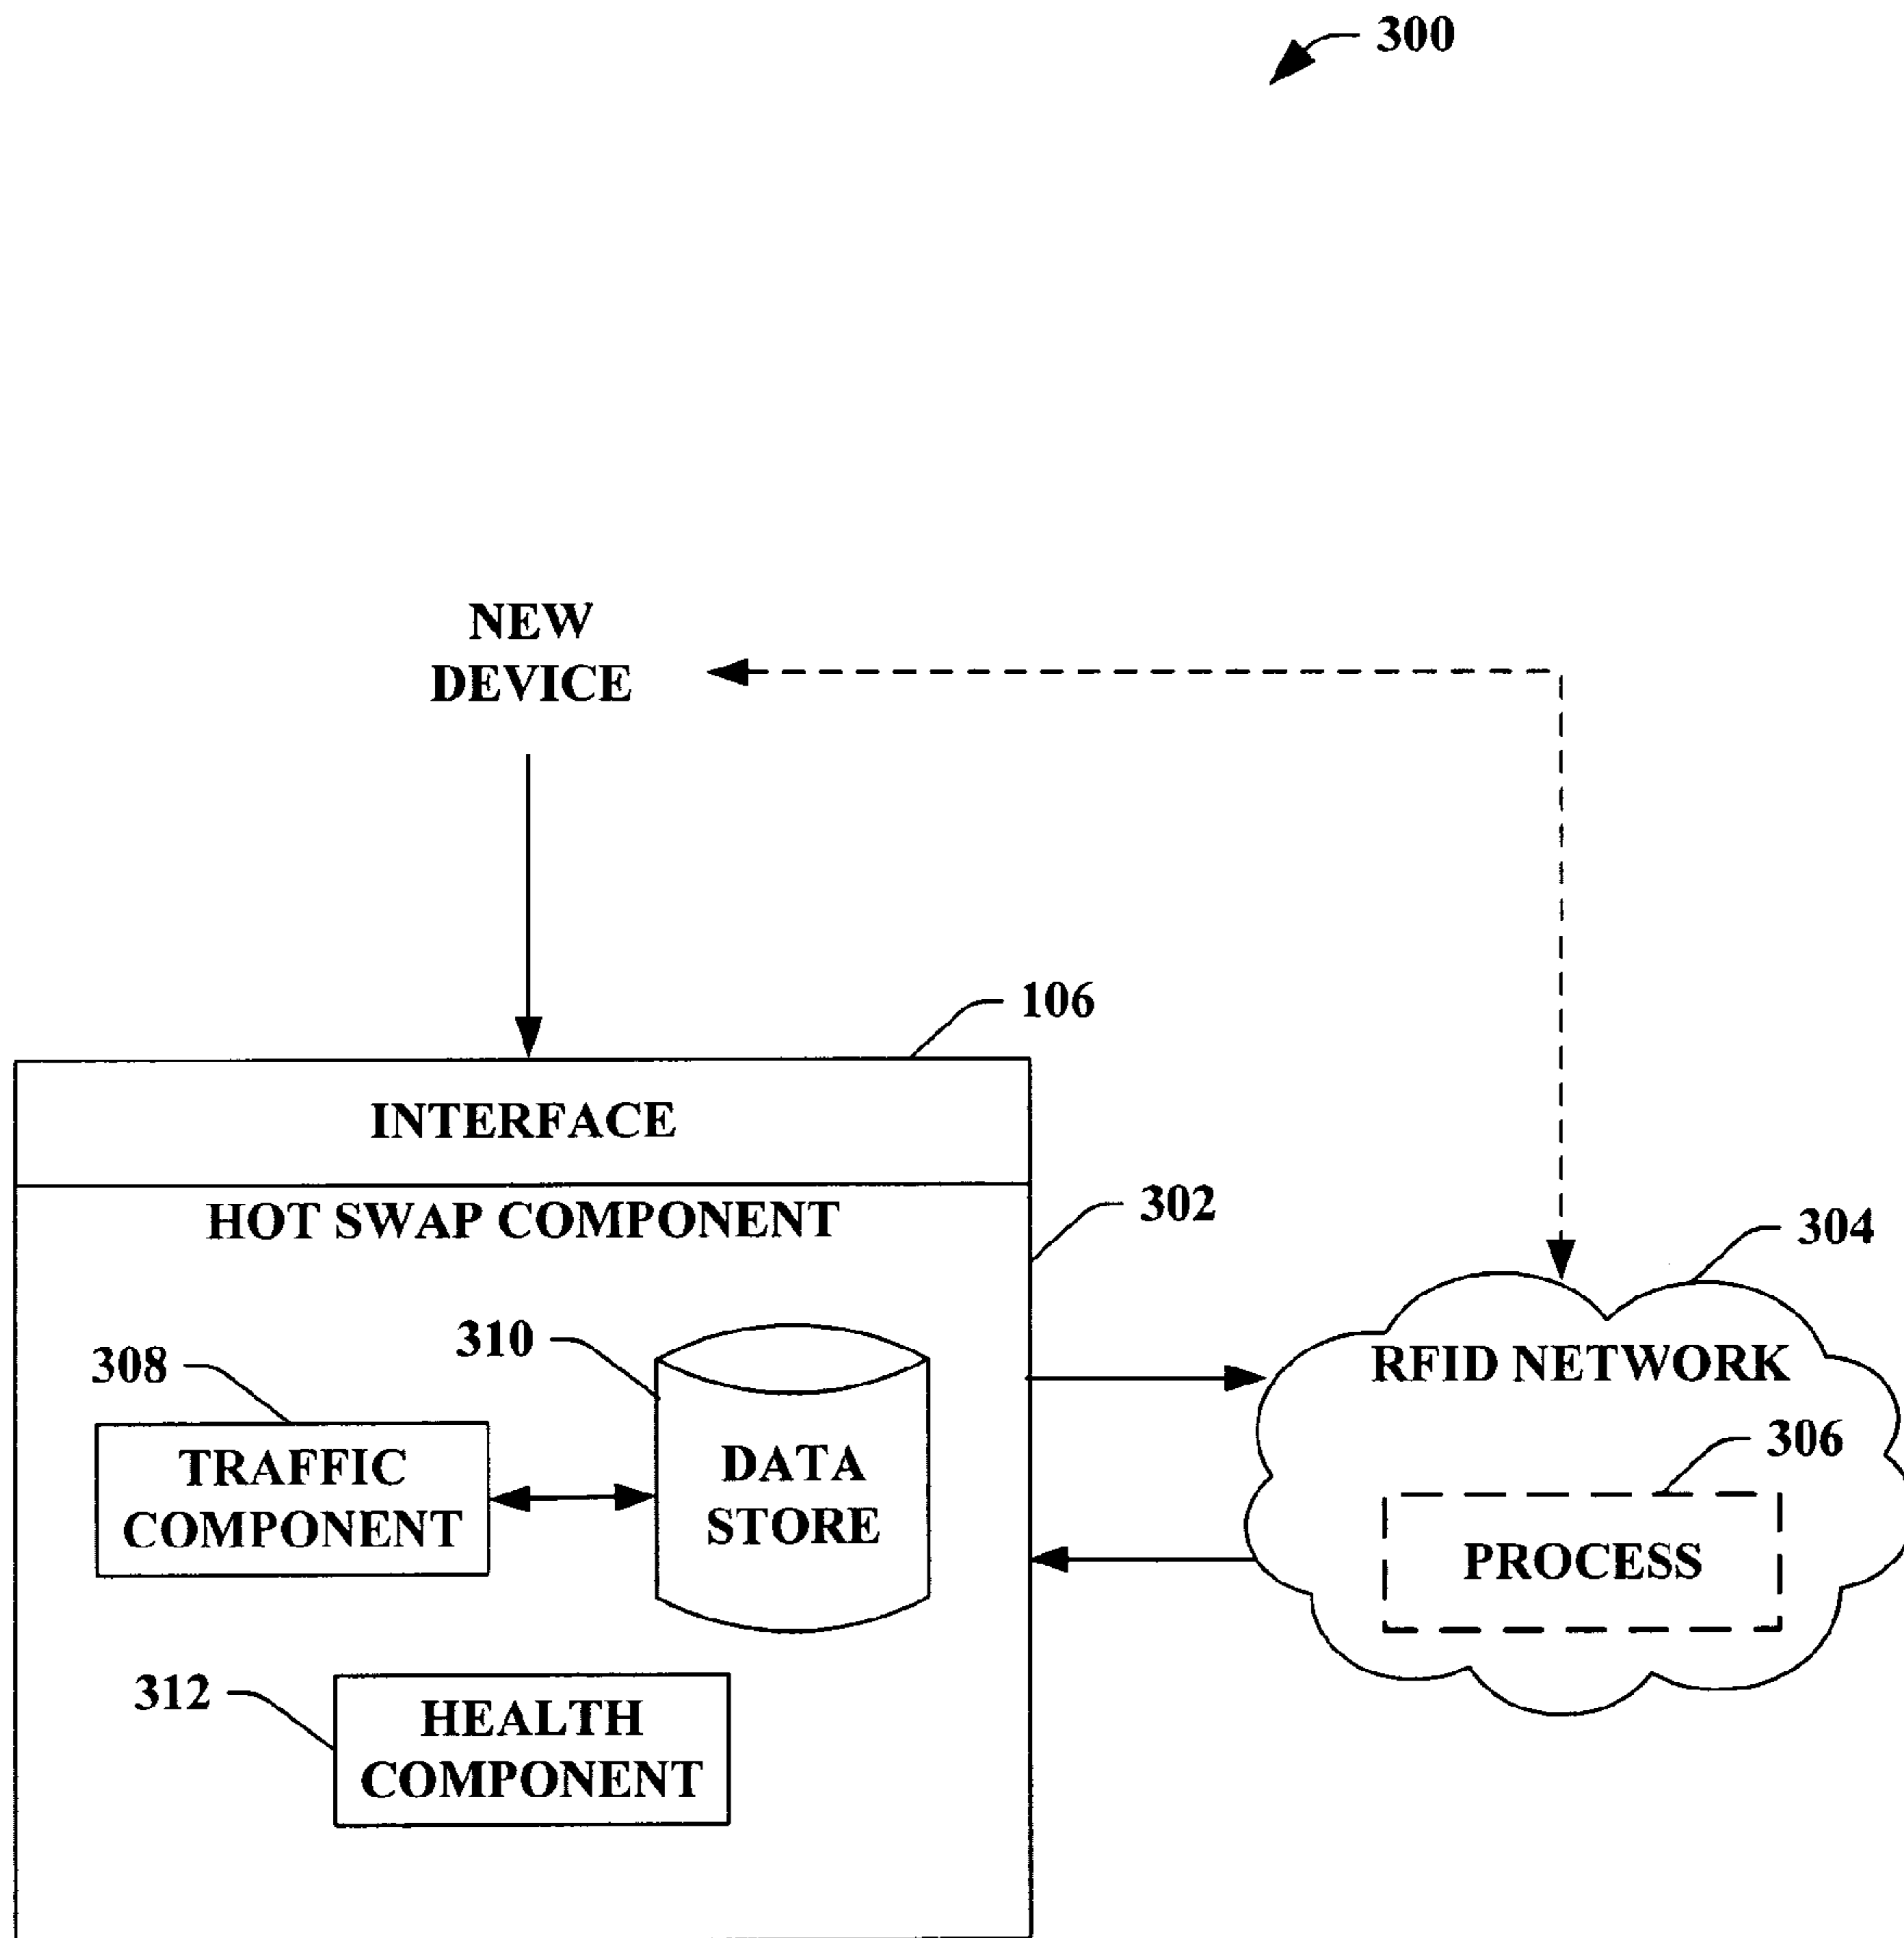 300
NEW
DEVICE
106
INTERFACE
HOT SWAP COMPONENT
302
304
310
308
RFID NETWORK
306
TRAFFIC
COMPONENT
DATA
STORE
PROCESS
312
HEALTH
COMPONENT